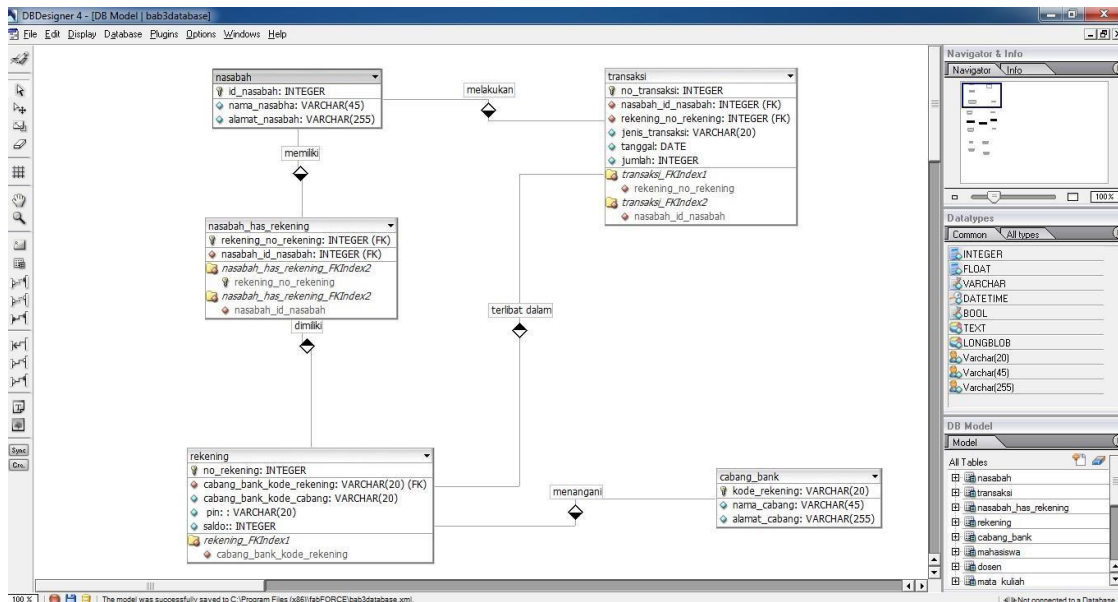 DBDesigner 4 - [DB Model | bab3database]
File Edit Display Database Plugins Options Windows Help
nasabah
id_nasabah: INTEGER
nama_nasabha: VARCHAR(45)
alamat_nasabah: VARCHAR(255)
melakukan
transaksi
no_transaksi: INTEGER
nasabah_id_nasabah: INTEGER (FK)
rekening_no_rekening: INTEGER (FK)
jenis_transaksi: VARCHAR(20)
tanggal: DATE
jumlah: INTEGER
transaksi_FKIndex1
rekening_no_rekening
transaksi_FKIndex2
nasabah_id_nasabah
memiliki
nasabah_has_rekening
rekening_no_rekening: INTEGER (FK)
nasabah_id_nasabah: INTEGER (FK)
nasabah_has_rekening_FKIndex2
rekening_no_rekening
nasabah_has_rekening_FKIndex2
nasabah_id_nasabah
dimiliki
terlibat dalam
rekening
no_rekening: INTEGER
cabang_bank_kode_rekening: VARCHAR(20) (FK)
cabang_bank_kode_cabang: VARCHAR(20)
pin: : VARCHAR(20)
saldo:: INTEGER
rekening_FKIndex1
cabang_bank_kode_rekening
menangani
cabang_bank
kode_rekening: VARCHAR(20)
nama_cabang: VARCHAR(45)
alamat_cabang: VARCHAR(255)
Navigator & Info
Navigator Info
100%
Datatypes
Common All types
INTEGER
FLOAT
VARCHAR
DATETIME
BOOL
TEXT
LONGBLOB
Varchar(20)
Varchar(45)
Varchar(255)
DB Model
Model
All Tables
nasabah
transaksi
nasabah_has_rekening
rekening
cabang_bank
mahasiswa
dosen
mata_kuliah
Sync
100 % The model was successfully saved to C:\Program Files (x86)\fabFORCE\bab3database.xml.
Not connected to a Database